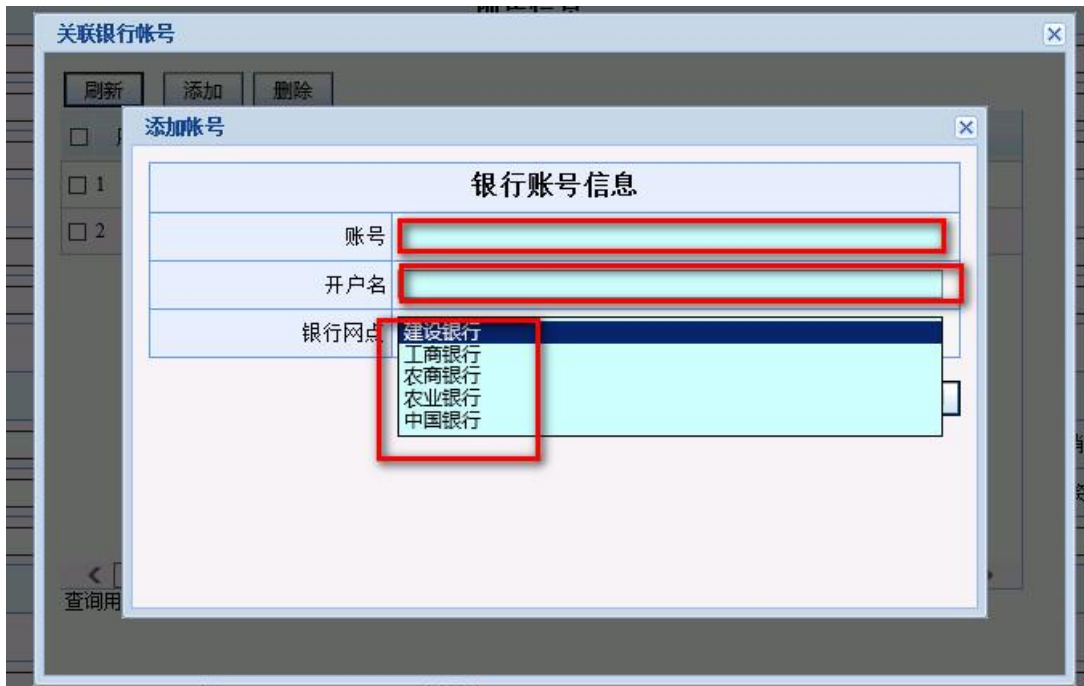 关联银行帐号
刷新 添加 删除
添加帐号
银行账号信息
1
账号
2
开户名
银行网点
建设银行
工商银行
农商银行
农业银行
中国银行
查询用